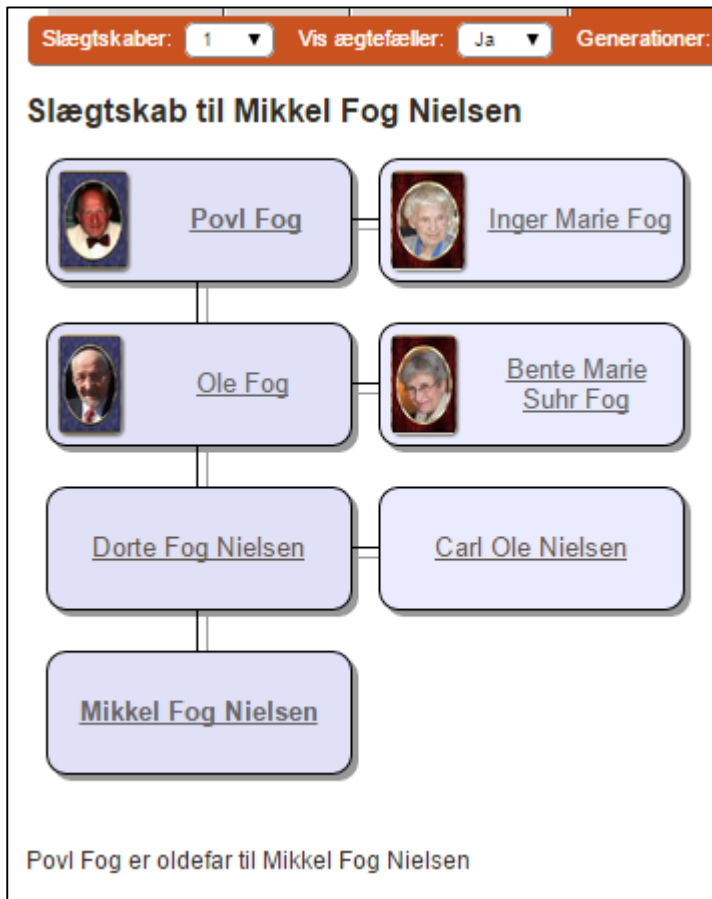 Slægtskaber: 1 Vis ægtefæller: Ja Generationer:
Slægtskab til Mikkel Fog Nielsen
Povl Fog Inger Marie Fog
Ole Fog
Bente Marie
Suhr Fog
Dorte Fog Nielsen Carl Ole Nielsen
Mikkel Fog Nielsen
Povl Fog er oldefar til Mikkel Fog Nielsen